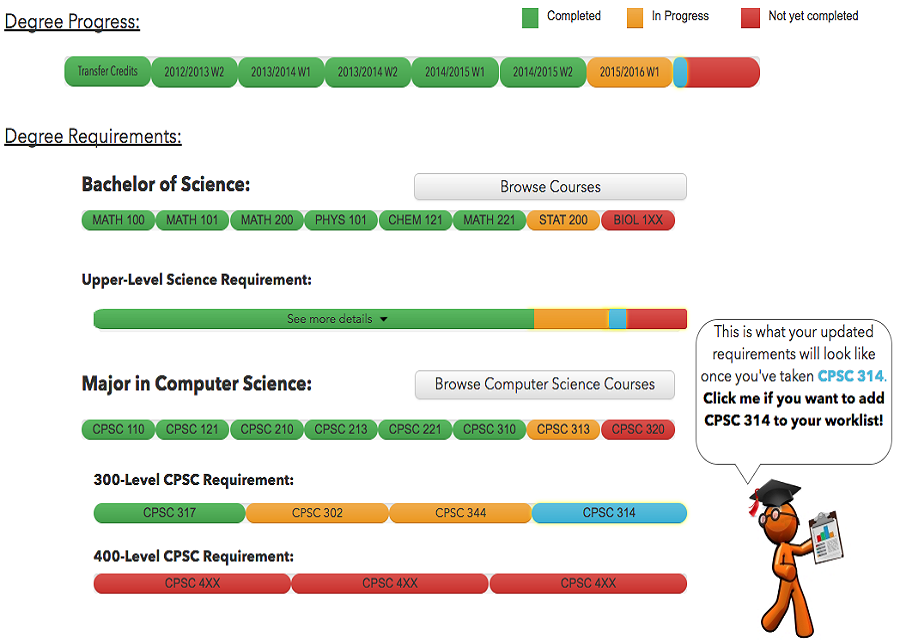 Degree Progress:
Completed In Progress Not yet completed
Transfer Credits 2012/2013 W2 2013/2014 W1 2013/2014 W2 2014/2015 W1 2014/2015 W2 2015/2016 W1
Degree Requirements:
Bachelor of Science: Browse Courses
MATH 100 MATH 101 MATH 200 PHYS 101 CHEM 121 MATH 221 STAT 200 BIOL 1XX
Upper-Level Science Requirement:
See more details
This is what your updated
requirements will look like
once you've taken CPSC 314.
Click me if you want to add
CPSC 314 to your worklist!
Major in Computer Science: Browse Computer Science Courses
CPSC 110 CPSC 121 CPSC 210 CPSC 213 CPSC 221 CPSC 310 CPSC 313 CPSC 320
300-Level CPSC Requirement:
CPSC 317 CPSC 302 CPSC 344 CPSC 314
400-Level CPSC Requirement:
CPSC 4XX CPSC 4XX CPSC 4XX